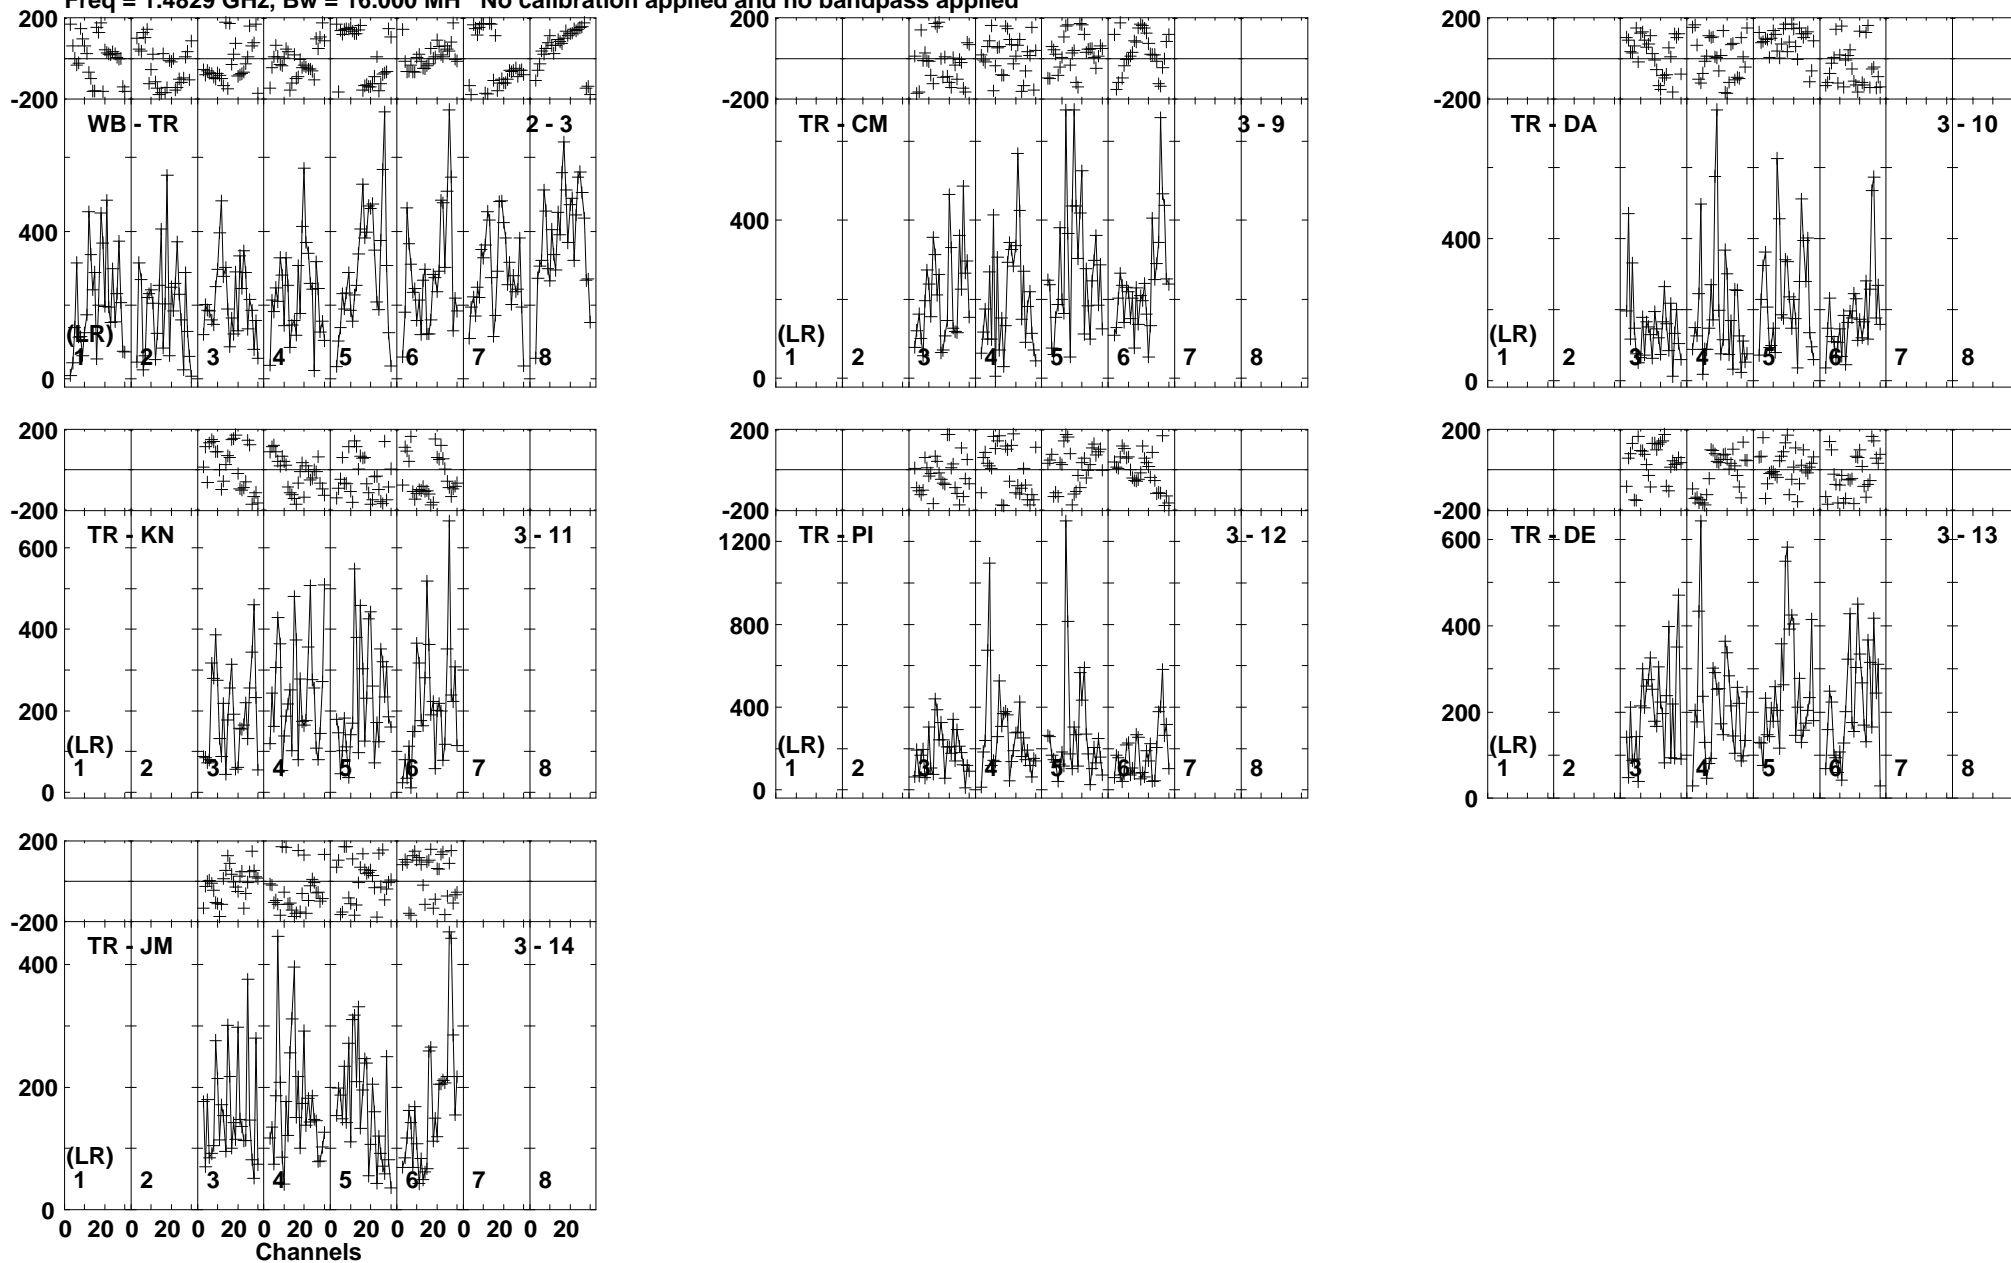 Freq = 1.4829 GHz, Bw = 16.000 MH No calibration applied and no bandpass applied
200 200 200
-200 -200 -200
WB - TR 2 - 3 TR - CM 3 - 9 TR - DA 3 - 10
400 400 400
(LR) (LR) (LR)
1 2 3 4 5 6 7 8 1 2 3 4 5 6 7 8 1 2 3 4 5 6 7 8
0 0 0
200 200 200
-200 -200 -200
TR - KN 3 - 11 TR - PI 3 - 12 TR - DE 3 - 13
600 1200 600
400 800 400
200 400 200
(LR) (LR) (LR)
1 2 3 4 5 6 7 8 1 2 3 4 5 6 7 8 1 2 3 4 5 6 7 8
0 0 0
200
-200
TR - JM 3 - 14
400
200
(LR)
1 2 3 4 5 6 7 8
0
0 20 0 20 0 20 0 20 0 20 0 20 0 20 0 20
Channels